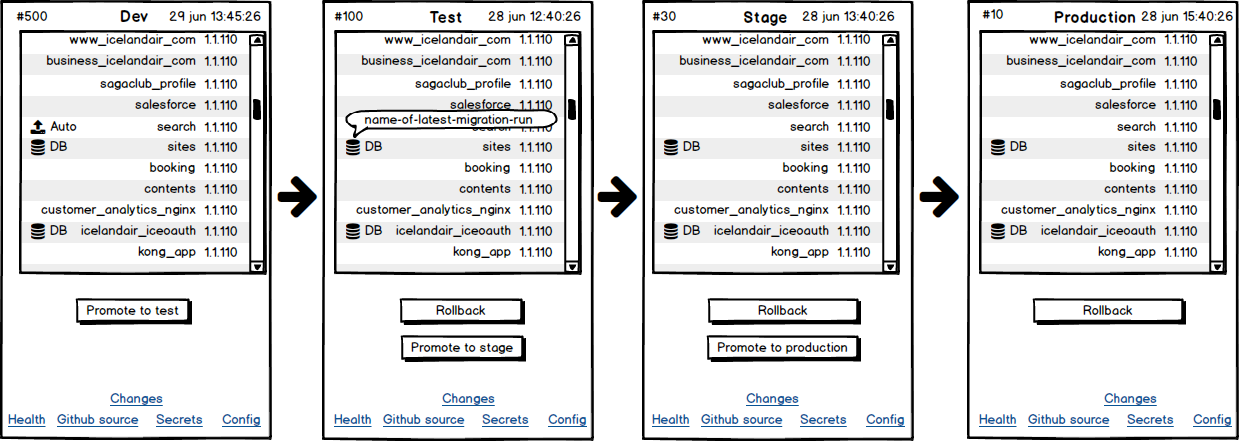 #500 Dev 29 jun 13:45:26
www_icelandair_com 1.1.110
business_icelandair_com 1.1.110
sagaclub_profile 1.1.110
salesforce 1.1.110
Auto search 1.1.110
DB sites 1.1.110
booking 1.1.110
contents 1.1.110
customer_analytics_nginx 1.1.110
DB icelandair_iceoauth 1.1.110
kong_app 1.1.110
Promote to test
Changes
Health Github source Secrets Config
#100 Test 28 jun 12:40:26
www_icelandair_com 1.1.110
business_icelandair_com 1.1.110
sagaclub_profile 1.1.110
salesforce 1.1.110
name-of-latest-migration-run
search 1.1.110
DB sites 1.1.110
booking 1.1.110
contents 1.1.110
customer_analytics_nginx 1.1.110
DB icelandair_iceoauth 1.1.110
kong_app 1.1.110
Rollback
Promote to stage
Changes
Health Github source Secrets Config
#30 Stage 28 jun 13:40:26
www_icelandair_com 1.1.110
business_icelandair_com 1.1.110
sagaclub_profile 1.1.110
salesforce 1.1.110
search 1.1.110
DB sites 1.1.110
booking 1.1.110
contents 1.1.110
customer_analytics_nginx 1.1.110
DB icelandair_iceoauth 1.1.110
kong_app 1.1.110
Rollback
Promote to production
Changes
Health Github source Secrets Config
#10 Production 28 jun 15:40:26
www_icelandair_com 1.1.110
business_icelandair_com 1.1.110
sagaclub_profile 1.1.110
salesforce 1.1.110
search 1.1.110
DB sites 1.1.110
booking 1.1.110
contents 1.1.110
customer_analytics_nginx 1.1.110
DB icelandair_iceoauth 1.1.110
kong_app 1.1.110
Rollback
Changes
Health Github source Secrets Config